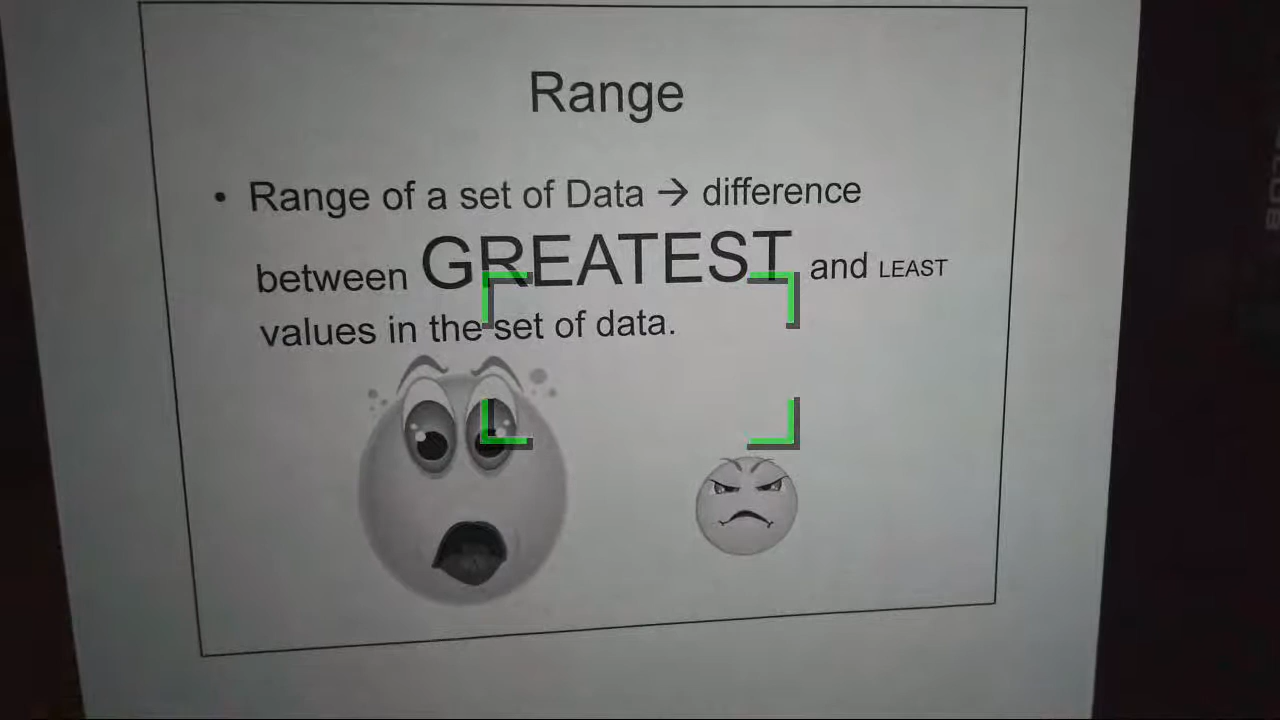 Range
• Range of a set of Data → difference
between GREATEST and LEAST
values in the set of data.